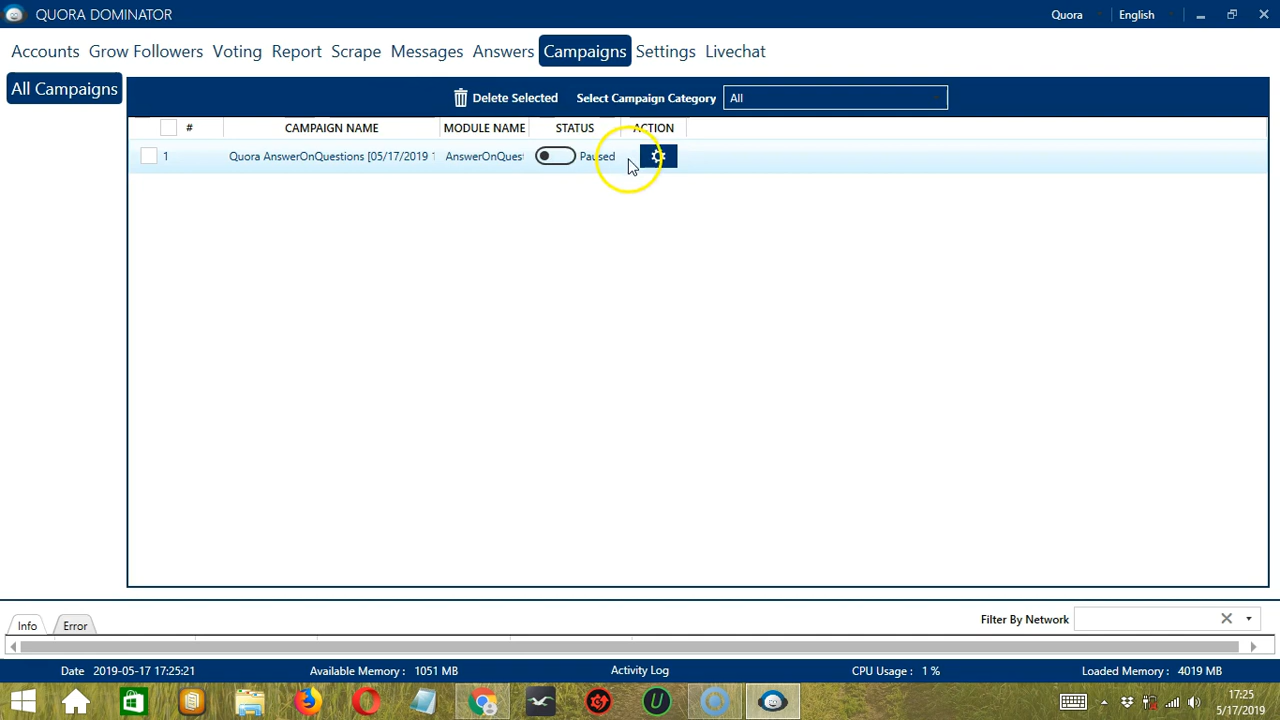 QUORA DOMINATOR
Quora
English
Accounts Grow Followers Voting Report Scrape Messages Answers Campaigns Settings Livechat
All Campaigns
Delete Selected Select Campaign Category All
# CAMPAIGN NAME MODULE NAME STATUS ACTION
1 Quora AnswerOnQuestions [05/17/2019 1 AnswerOnQues Paused
Info Error
Filter By Network
Date 2019-05-17 17:25:21 Available Memory : 1051 MB Activity Log CPU Usage : 1 % Loaded Memory : 4019 MB
17:25
5/17/2019